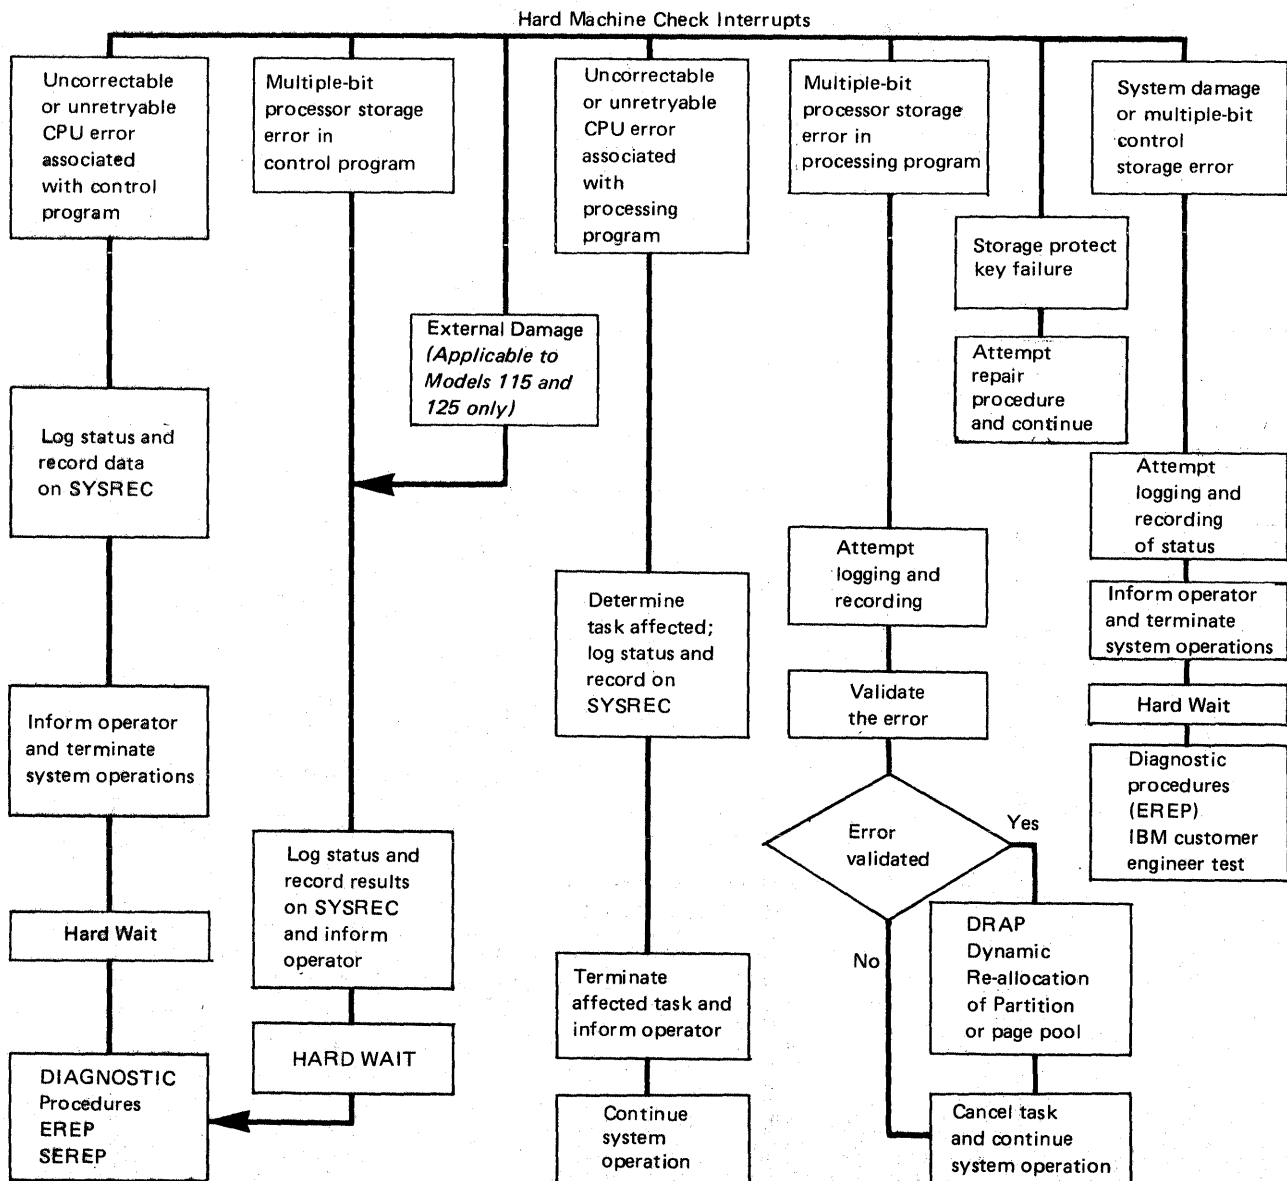 Hard Machine Check Interrupts
Uncorrectable
or unretryable
CPU error
associated
with control
program
Log status and
record data
on SYSREC
Inform operator
and terminate
system operations
Hard Wait
DIAGNOSTIC
Procedures
EREP
SEREP
Multiple-bit
processor storage
error in
control program
External Damage
(Applicable to
Models 115 and
125 only)
Log status and
record results
on SYSREC
and inform
operator
HARD WAIT
Uncorrectable
or unretryable
CPU error
associated
with
processing
program
Determine
task affected;
log status and
record on
SYSREC
Terminate
affected task and
inform operator
Continue
system
operation
Multiple-bit
processor storage
error in
processing program
Attempt
logging and
recording
Validate
the error
Error
validated
Yes
No
DRAP
Dynamic
Re-allocation
of Partition
or page pool
Cancel task
and continue
system operation
Storage protect
key failure
Attempt
repair
procedure
and continue
System damage
or multiple-bit
control
storage error
Attempt
logging and
recording
of status
Inform operator
and terminate
system operations
Hard Wait
Diagnostic
procedures
(EREP)
IBM customer
engineer test